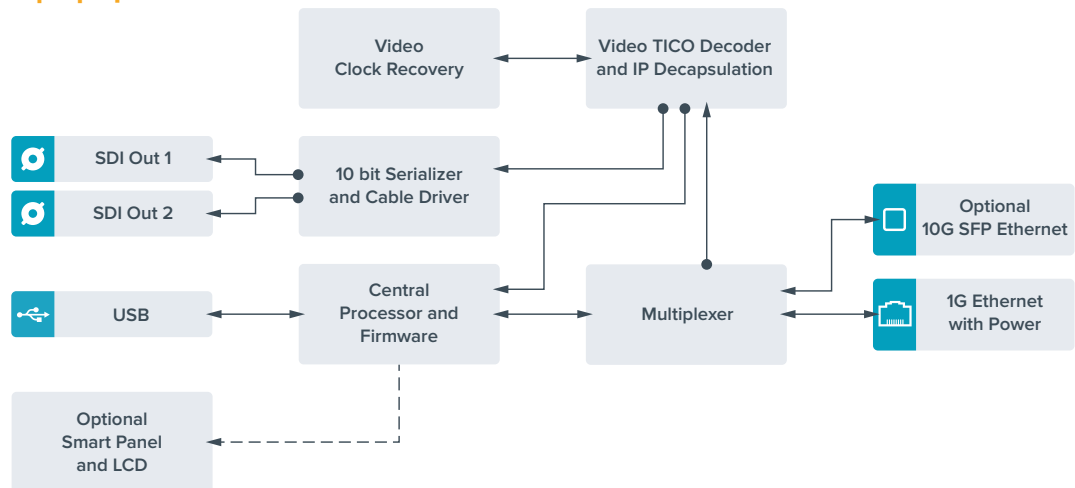 Video
Clock Recovery
Video TICO Decoder
and IP Decapsulation
SDI Out 1
SDI Out 2
10 bit Serializer
and Cable Driver
Optional
10G SFP Ethernet
USB
Central
Processor and
Firmware
Multiplexer
1G Ethernet
with Power
Optional
Smart Panel
and LCD